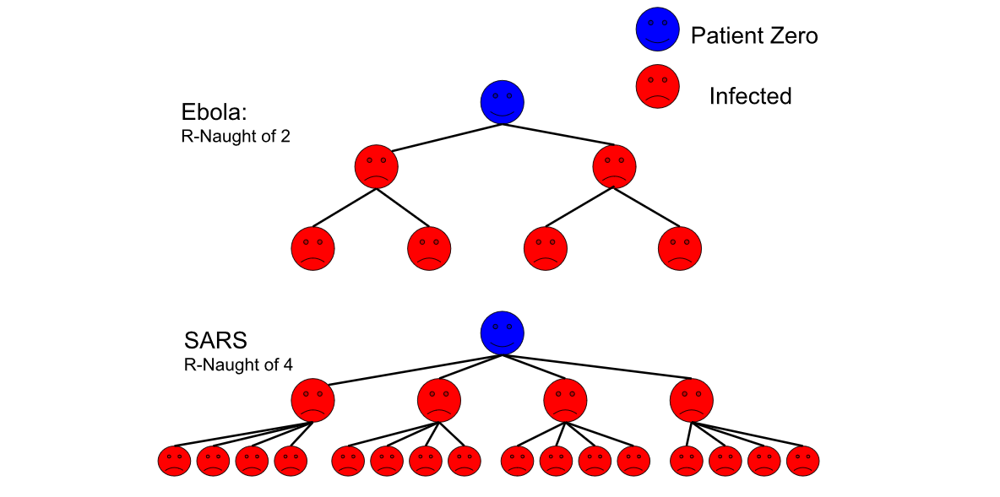 Patient Zero
Infected
Ebola:
R-Naught of 2
SARS
R-Naught of 4